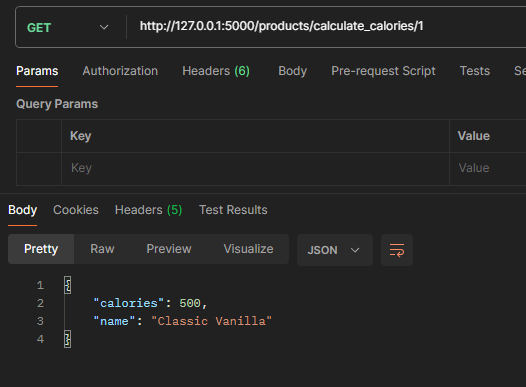 GET http://127.0.0.1:5000/products/calculate_calories/1
Params Authorization Headers (6) Body Pre-request Script Tests Se
Query Params
Key Value
Key Value
Body Cookies Headers (5) Test Results
Pretty Raw Preview Visualize JSON
1 {
2 "calories": 500,
3 "name": "Classic Vanilla"
4 }